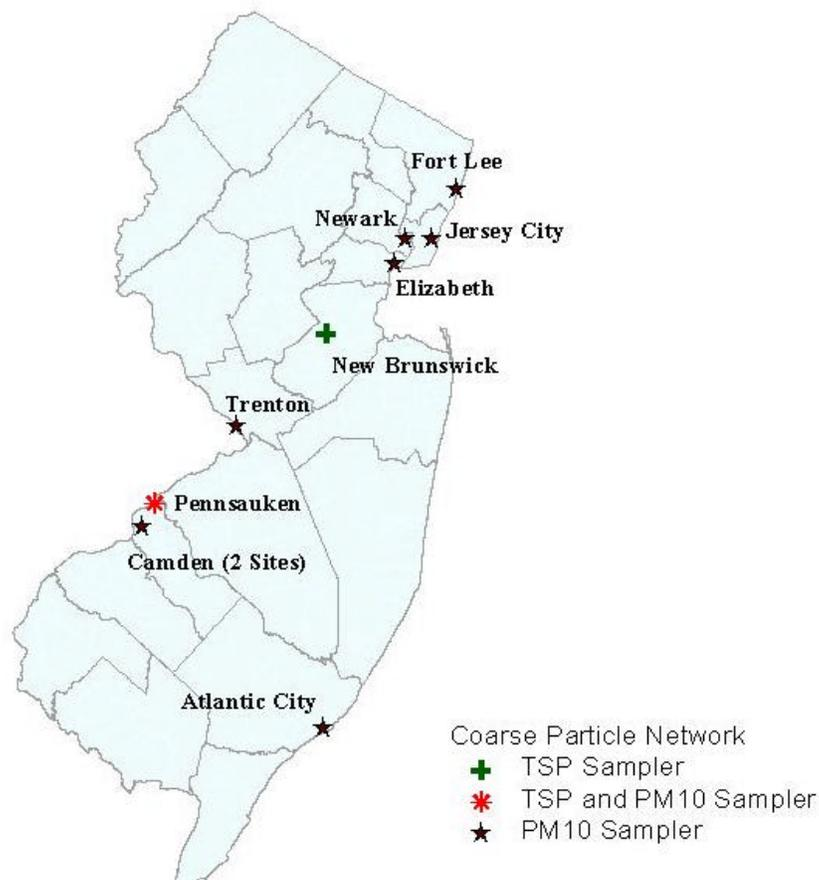 Fort Lee
Newark
Jersey City
Elizabeth
New Brunswick
Trenton
Pennsauken
Camden (2 Sites)
Atlantic City
Coarse Particle Network
TSP Sampler
TSP and PM10 Sampler
PM10 Sampler